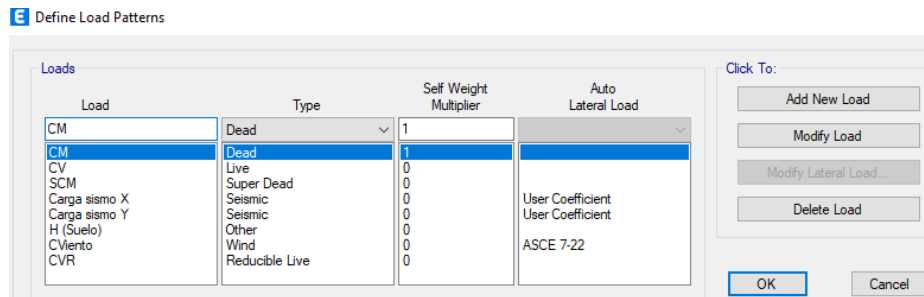 E Define Load Patterns
Loads
Click To:
Load Type Self Weight Multiplier Auto Lateral Load
CM Dead 1
CM Dead 1
CV Live 0
SCM Super Dead 0
Carga sismo X Seismic 0 User Coefficient
Carga sismo Y Seismic 0 User Coefficient
H (Suelo) Other 0
CViento Wind 0 ASCE 7-22
CVR Reducible Live 0
Add New Load
Modify Load
Modify Lateral Load...
Delete Load
OK Cancel